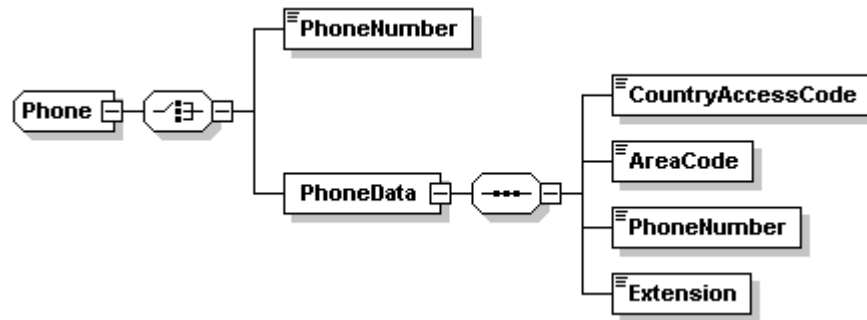 PhoneNumber
Phone
CountryAccessCode
AreaCode
PhoneData
PhoneNumber
Extension